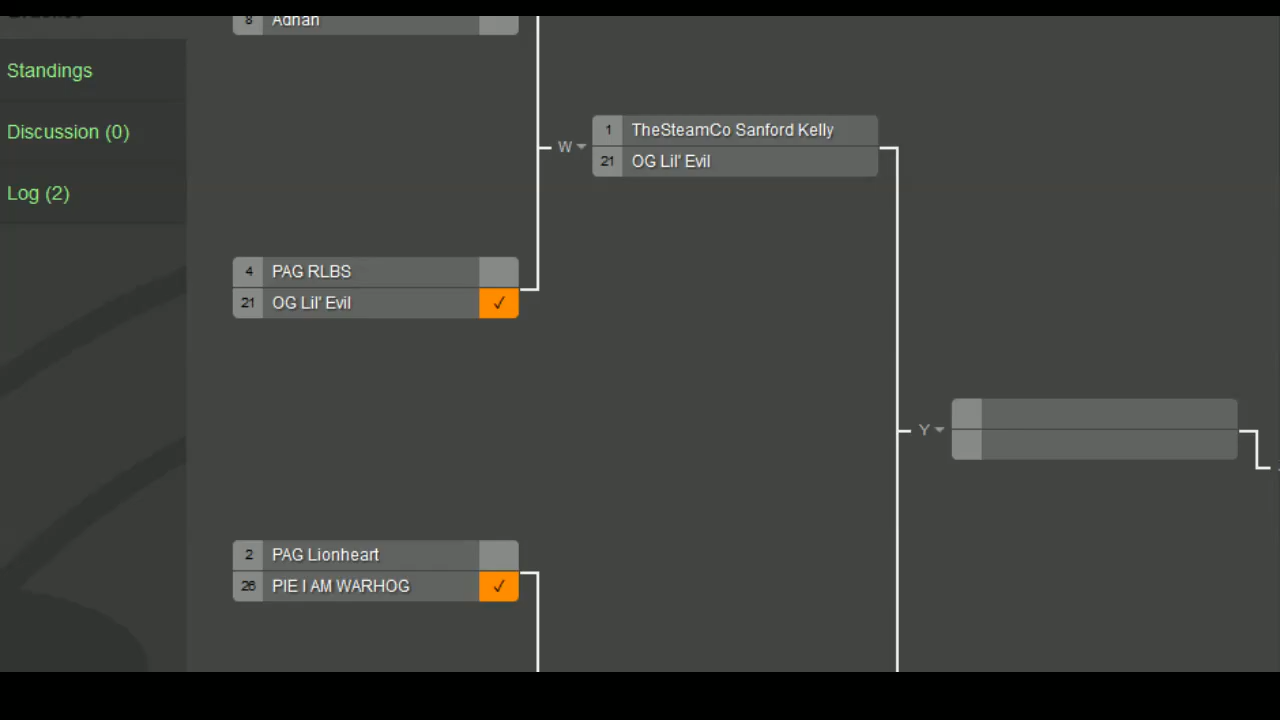 8 Adnan
Standings
Discussion (0)
Log (2)
W
1 TheSteamCo Sanford Kelly
21 OG Lil' Evil
4 PAG RLBS
21 OG Lil' Evil ✓
Y
2 PAG Lionheart
26 PIE I AM WARHOG ✓